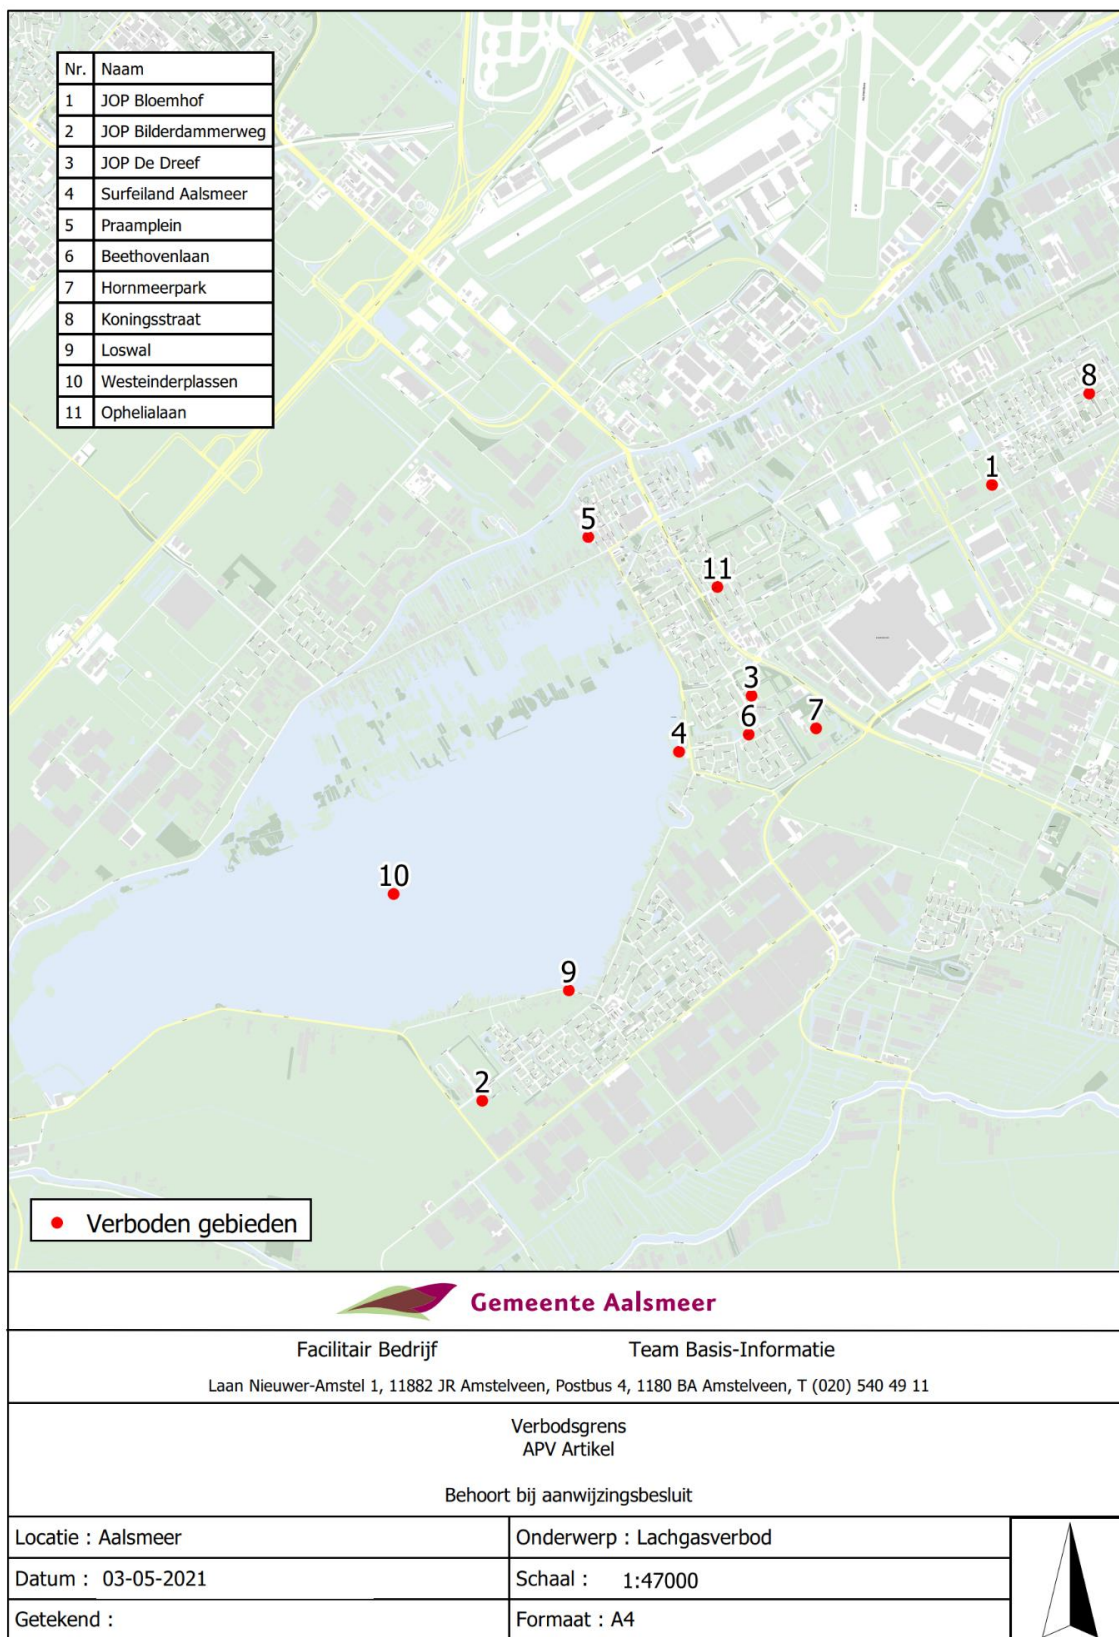 Nr. Naam
1 JOP Bloemhof
2 JOP Bilderdammerweg
3 JOP De Dreef
4 Surfeiland Aalsmeer
5 Praamplein
6 Beethovenlaan
7 Hornmeerpark
8 Koningsstraat
9 Loswal
10 Westeinderplassen
11 Ophelialaan
8
1
5
11
3
6
7
4
10
9
2
Verboden gebieden
Gemeente Aalsmeer
Facilitair Bedrijf Team Basis-Informatie
Laan Nieuwer-Amstel 1, 11882 JR Amstelveen, Postbus 4, 1180 BA Amstelveen, T (020) 540 49 11
Verbodsgrens
APV Artikel
Behoort bij aanwijzingsbesluit
Locatie : Aalsmeer Onderwerp : Lachgasverbod
Datum : 03-05-2021 Schaal : 1:47000
Getekend : Formaat : A4